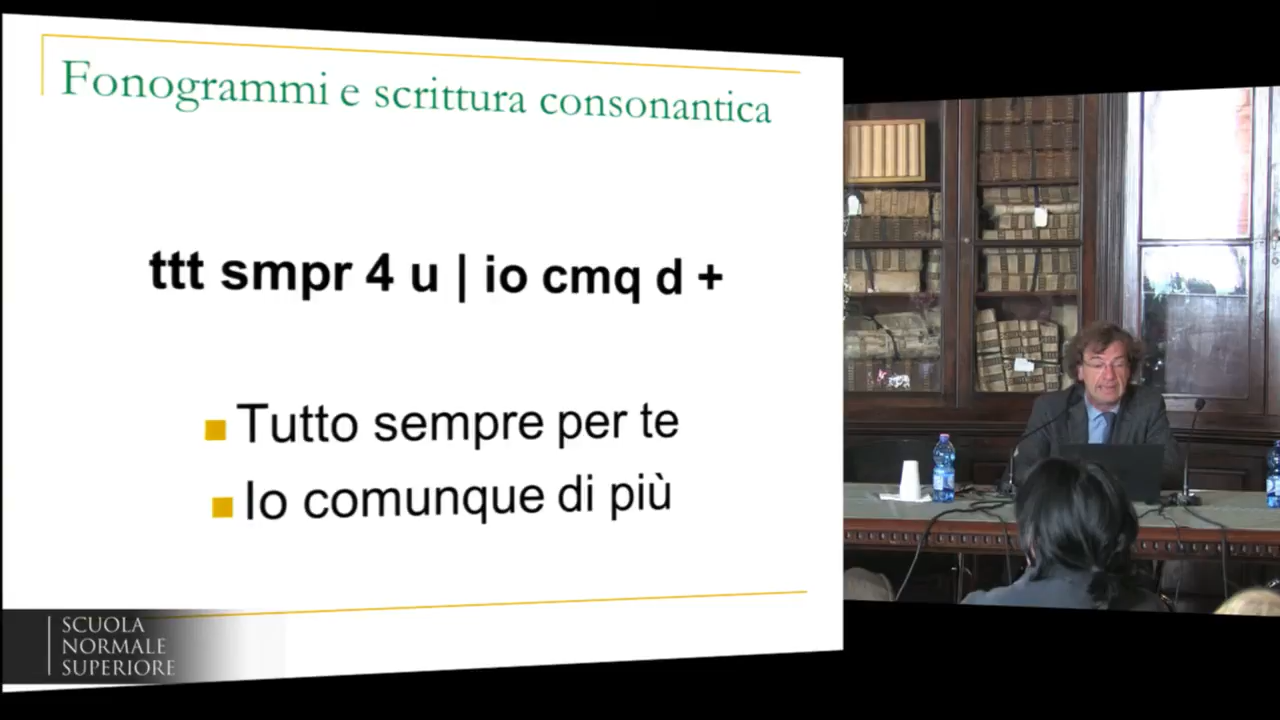 Fonogrammi e scrittura consonantica
ttt smpr 4 u | io cmq d +
Tutto sempre per te
Io comunque di più
SCUOLA
NORMALE
SUPERIORE